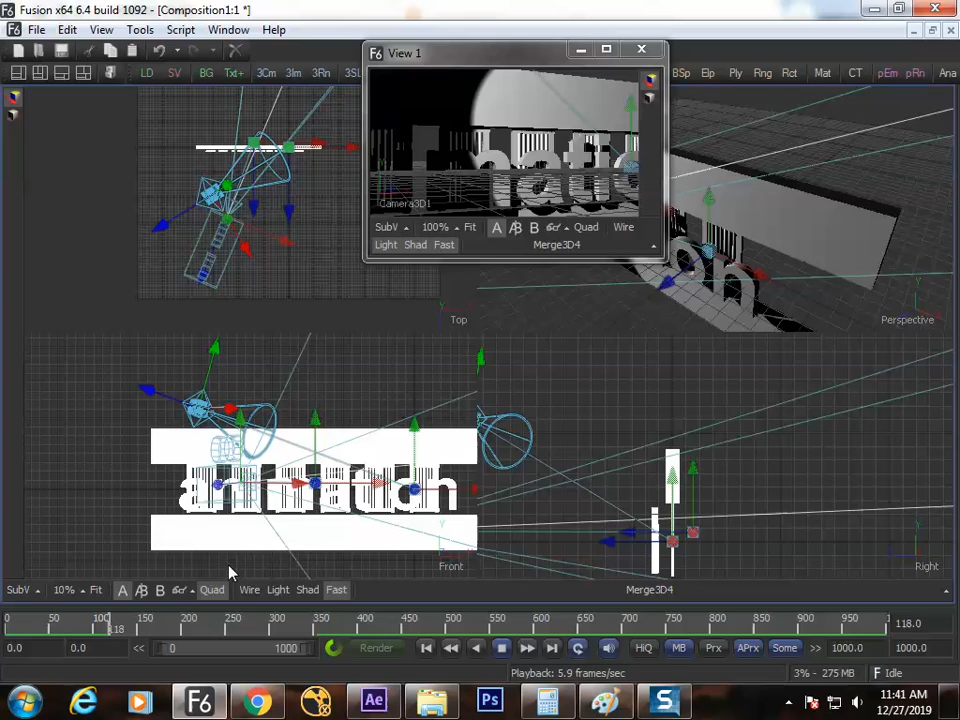 Fusion x64 6.4 build 1092 - [Composition1:1 *]
File Edit View Tools Script Window Help
LD SV BG Txt+ 3Cm 3Im 3Rn 3SL
BSp Elp Ply Rng Rct Mat CT pEm pRn Ana
View 1
Camera3D1
SubV 100% Fit A A|B B Quad Wire
Light Shad Fast Merge3D4
Top
Perspective
Front
Right
SubV 10% Fit A A|B B Quad Wire Light Shad Fast Merge3D4
0 50 100 150 200 250 300 350 400 450 500 550 600 650 700 750 800 850 900 950
118 118.0
0.0 0.0 << 0 1000 Render HiQ MB Prx APrx Some >> 1000.0 1000.0
Playback: 5.9 frames/sec 3% - 275 MB Idle
F6 Ae Ps S
11:41 AM
12/27/2019